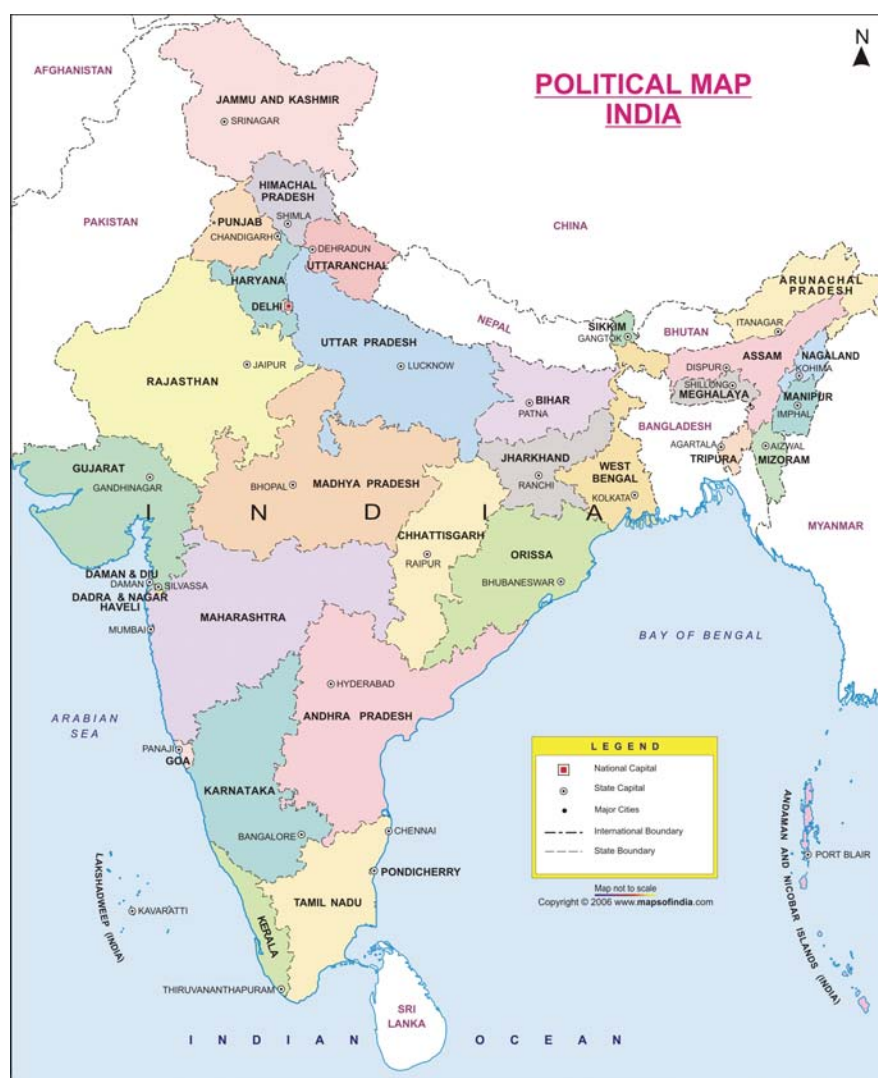 N
POLITICAL MAP
INDIA
AFGHANISTAN
JAMMU AND KASHMIR
SRINAGAR
HIMACHAL
PRADESH
SHIMLA
PUNJAB
CHANDIGARH
PAKISTAN
CHINA
DEHRADUN
UTTARANCHAL
HARYANA
DELHI
ARUNACHAL
PRADESH
ITANAGAR
NEPAL
SIKKIM
GANGTOK
BHUTAN
UTTAR PRADESH
LUCKNOW
JAIPUR
RAJASTHAN
ASSAM
DISPUR
NAGALAND
KOHIMA
SHILLONG
MEGHALAYA
MANIPUR
IMPHAL
BIHAR
PATNA
BANGLADESH
AGARTALA
TRIPURA
AIZWAL
MIZORAM
JHARKHAND
RANCHI
WEST
BENGAL
KOLKATA
GUJARAT
GANDHINAGAR
BHOPAL
MADHYA PRADESH
I N D I A
MYANMAR
CHHATTISGARH
RAIPUR
ORISSA
BHUBANESWAR
DAMAN & DIU
DAMAN
SILVASSA
DADRA & NAGAR
HAVELI
MUMBAI
MAHARASHTRA
BAY OF BENGAL
HYDERABAD
ANDHRA PRADESH
ARABIAN
SEA
PANAJI
GOA
KARNATAKA
BANGALORE
CHENNAI
PONDICHERRY
TAMIL NADU
KERALA
LAKSHADWEEP (INDIA)
KAVARATTI
THIRUVANANTHAPURAM
SRI
LANKA
INDIAN OCEAN
LEGEND
National Capital
State Capital
Major Cities
International Boundary
State Boundary
Map not to scale
Copyright © 2006 www.mapsofindia.com
ANDAMAN AND NICOBAR ISLANDS (INDIA)
PORT BLAIR